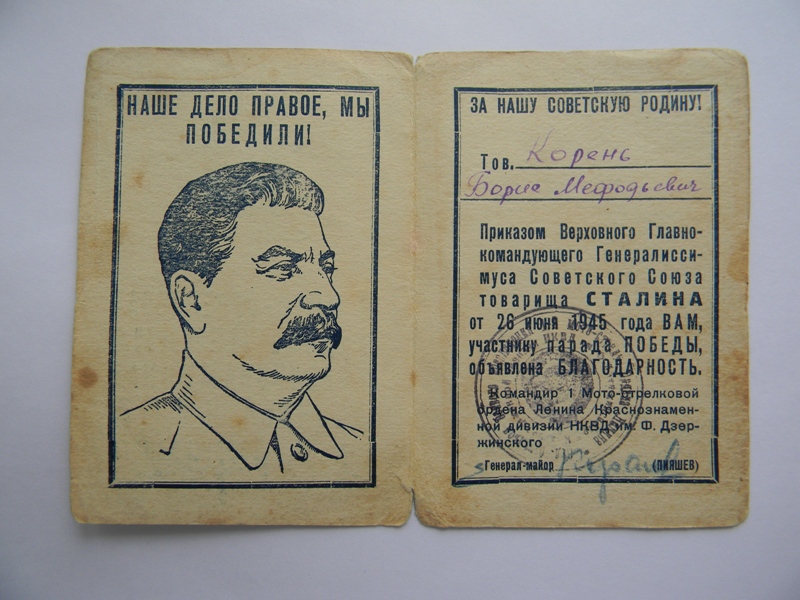 НАШЕ ДЕЛО ПРАВОЕ, МЫ
ПОБЕДИЛИ!
ЗА НАШУ СОВЕТСКУЮ РОДИНУ!
Тов. Корень
Борис Мефодьевич
Приказом Верховного Главно-
командующего Генералисси-
муса Советского Союза
товарища СТАЛИНА
от 26 июня 1945 года ВАМ,
участнику парада ПОБЕДЫ,
объявлена БЛАГОДАРНОСТЬ.
Командир 1 Мото-стрелковой
ордена Ленина Краснознамен-
ной дивизии НКВД им. Ф. Дзер-
жинского
Генерал-майор (ПИЯШЕВ)